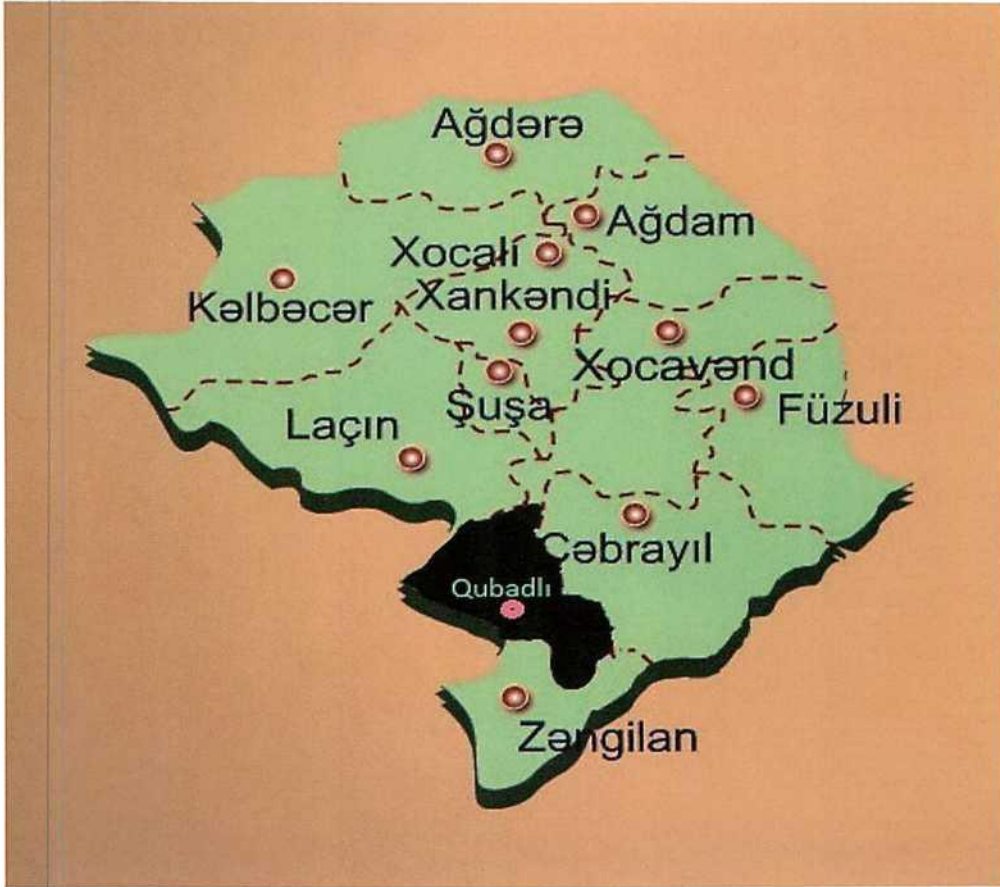 Ağdərə
Ağdam
Xocalı
Xankəndi
Kəlbəcər
Xocavənd
Şuşa
Füzuli
Laçın
Cəbrayıl
Qubadlı
Zəngilan